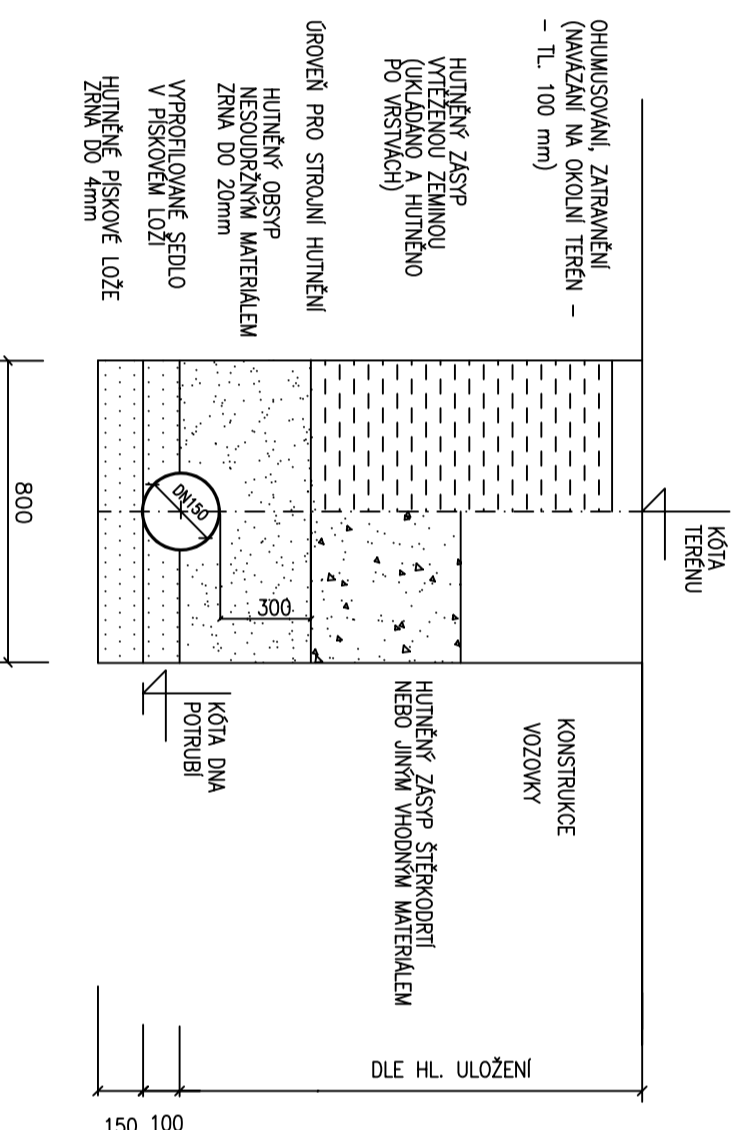 OHUMUSOVÁNÍ, ZATRAVNĚNÍ
(NAVÁZÁNÍ NA OKOLNÍ TERÉN –
– TL. 100 mm)
HUTNĚNÝ ZÁSYP
VYTĚŽENOU ZEMINOU
(UKLÁDÁNO A HUTNĚNO
PO VRSTVÁCH)
ÚROVEŇ PRO STROJNÍ HUTNĚNÍ
HUTNĚNÝ OBSYP
NESOUDRŽNÝM MATERIÁLEM
ZRNA DO 20mm
VYPROFILOVANÉ SEDLO
V PÍSKOVÉM LOŽI
HUTNĚNÉ PÍSKOVÉ LOŽE
ZRNA DO 4mm
KÓTA
TERÉNU
DN150
300
800
KONSTRUKCE
VOZOVKY
HUTNĚNÝ ZÁSYP ŠTĚRKODRTÍ
NEBO JINÝM VHODNÝM MATERIÁLEM
KÓTA DNA
POTRUBÍ
DLE HL. ULOŽENÍ
100
150